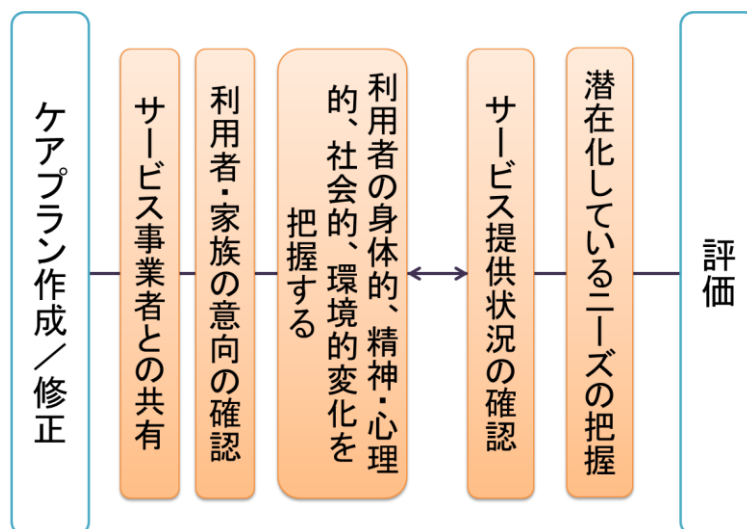 ケアプラン作成／修正
サービス事業者との共有
利用者・家族の意向の確認
利用者の身体的、精神・心理
的、社会的、環境的変化を
把握する
サービス提供状況の確認
潜在化しているニーズの把握
評価